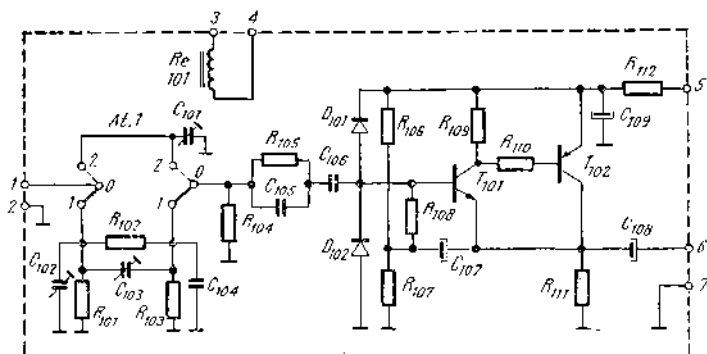 3 4
Re 101
R112
5
At.1
C101
D101
R106
R109
C109
R105
R110
2 2
C106
T101
T102
1 0 0
C105
2
1 1
R104
R108
R102
D102
C107
C108
6
C102
C103
C104
R107
R111
7
R101
R103